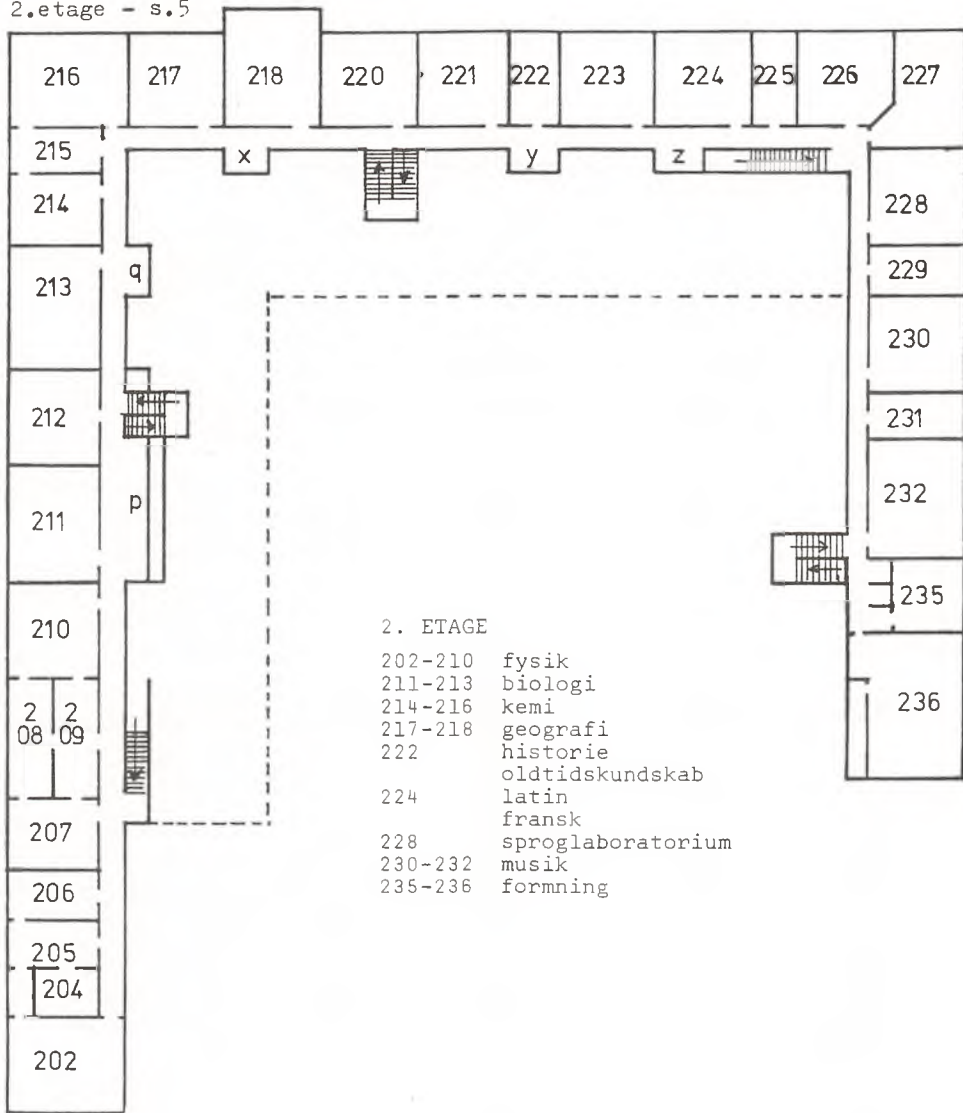 2.etage - s.5
216 217 218 220 221 222 223 224 225 226 227
215
x y z
214
228
q
229
213
230
212
231
232
p
211
235
210
236
2 2
08 09
207
206
205
204
202
2. ETAGE
202-210 fysik
211-213 biologi
214-216 kemi
217-218 geografi
222 historie
oldtidskundskab
224 latin
fransk
228 sproglaboratorium
230-232 musik
235-236 formning